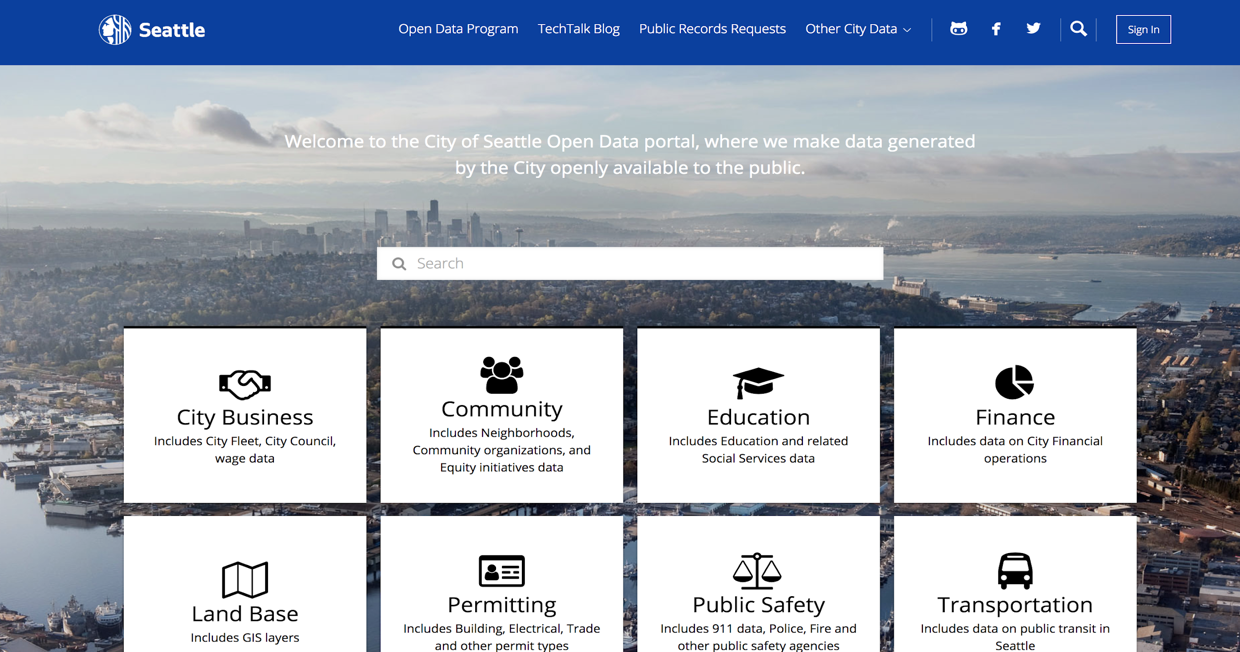 Seattle
Open Data Program
TechTalk Blog
Public Records Requests
Other City Data
Sign In
Welcome to the City of Seattle Open Data portal, where we make data generated
by the City openly available to the public.
Search
City Business
Includes City Fleet, City Council,
wage data
Community
Includes Neighborhoods,
Community organizations, and
Equity initiatives data
Education
Includes Education and related
Social Services data
Finance
Includes data on City Financial
operations
Land Base
Includes GIS layers
Permitting
Includes Building, Electrical, Trade
and other permit types
Public Safety
Includes 911 data, Police, Fire and
other public safety agencies
Transportation
Includes data on public transit in
Seattle